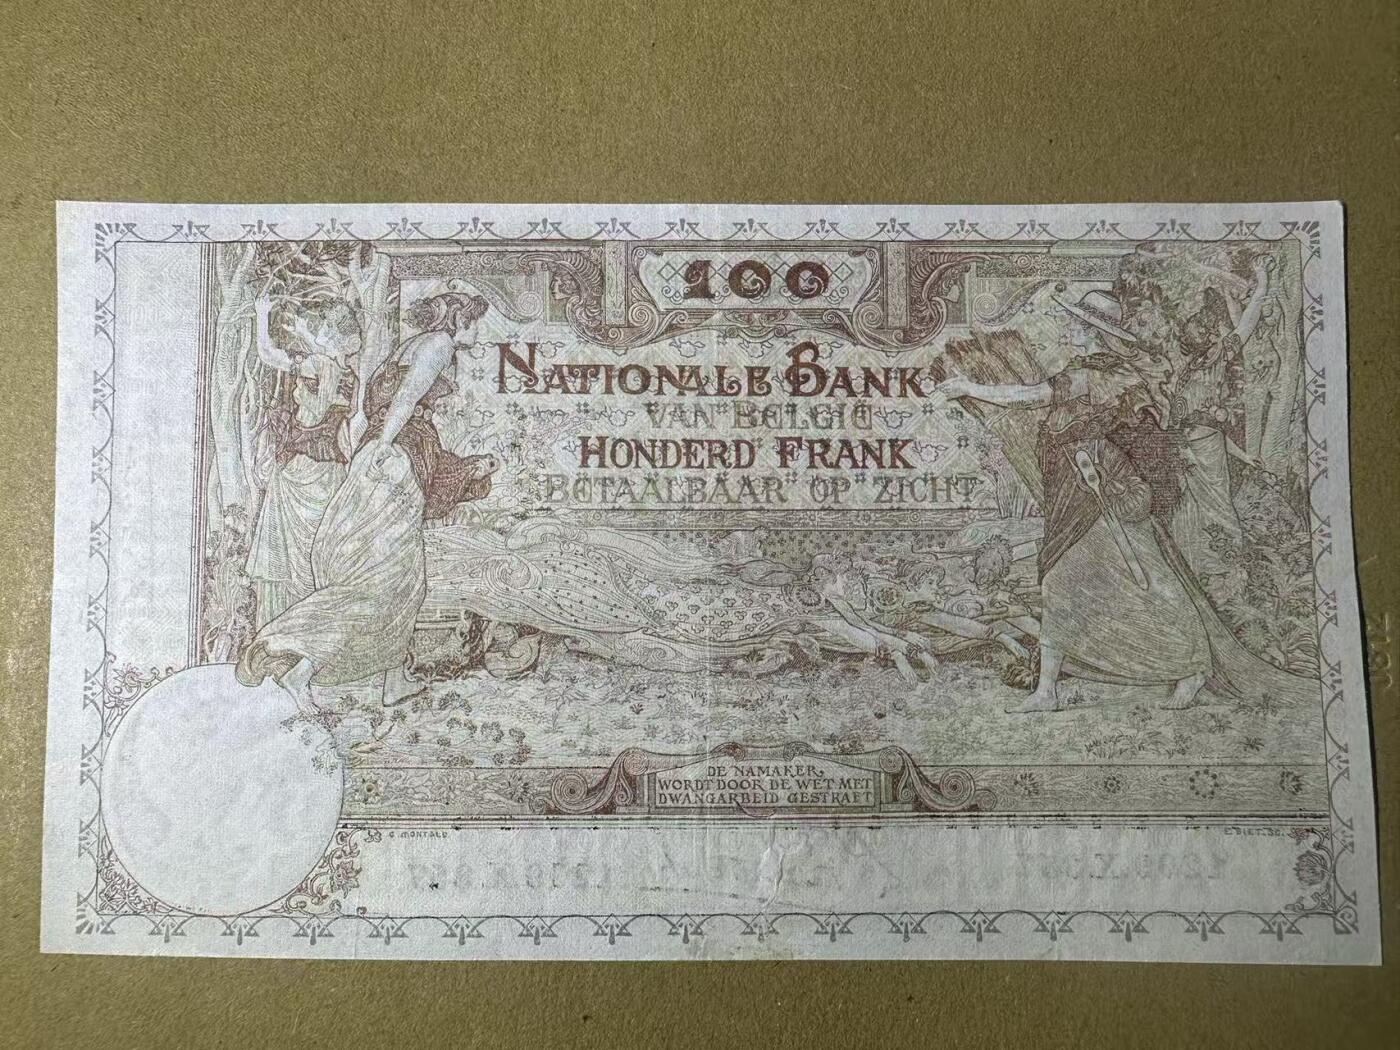 100
NATIONALE BANK
VAN BELGIË
HONDERD FRANK
BETAALBAAR OP ZICHT
DE NAMAKER,
WORDT DOOR DE WET MET
DWANGARBEID GESTRAFT
C MONTALD